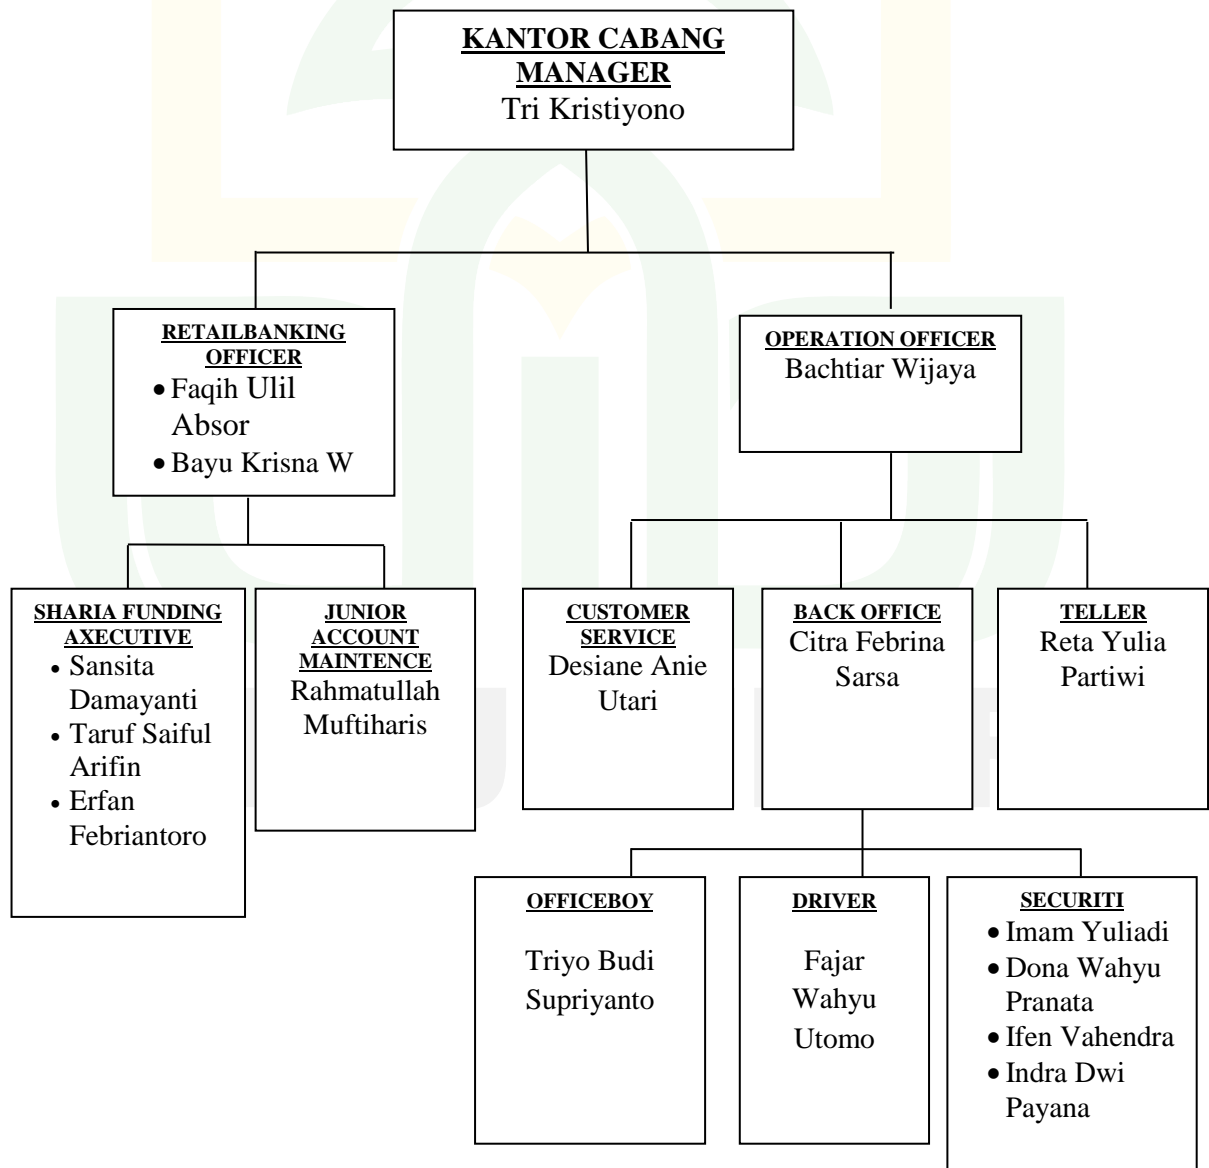 KANTOR CABANG
MANAGER
Tri Kristiyono
RETAILBANKING
OFFICER
• Faqih Ulil
Absor
• Bayu Krisna W
OPERATION OFFICER
Bachtiar Wijaya
SHARIA FUNDING
AXECUTIVE
• Sansita
Damayanti
• Taruf Saiful
Arifin
• Erfan
Febriantoro
JUNIOR
ACCOUNT
MAINTENCE
Rahmatullah
Muftiharis
CUSTOMER
SERVICE
Desiane Anie
Utari
BACK OFFICE
Citra Febrina
Sarsa
TELLER
Reta Yulia
Partiwi
OFFICEBOY
Triyo Budi
Supriyanto
DRIVER
Fajar
Wahyu
Utomo
SECURITI
• Imam Yuliadi
• Dona Wahyu
Pranata
• Ifen Vahendra
• Indra Dwi
Payana